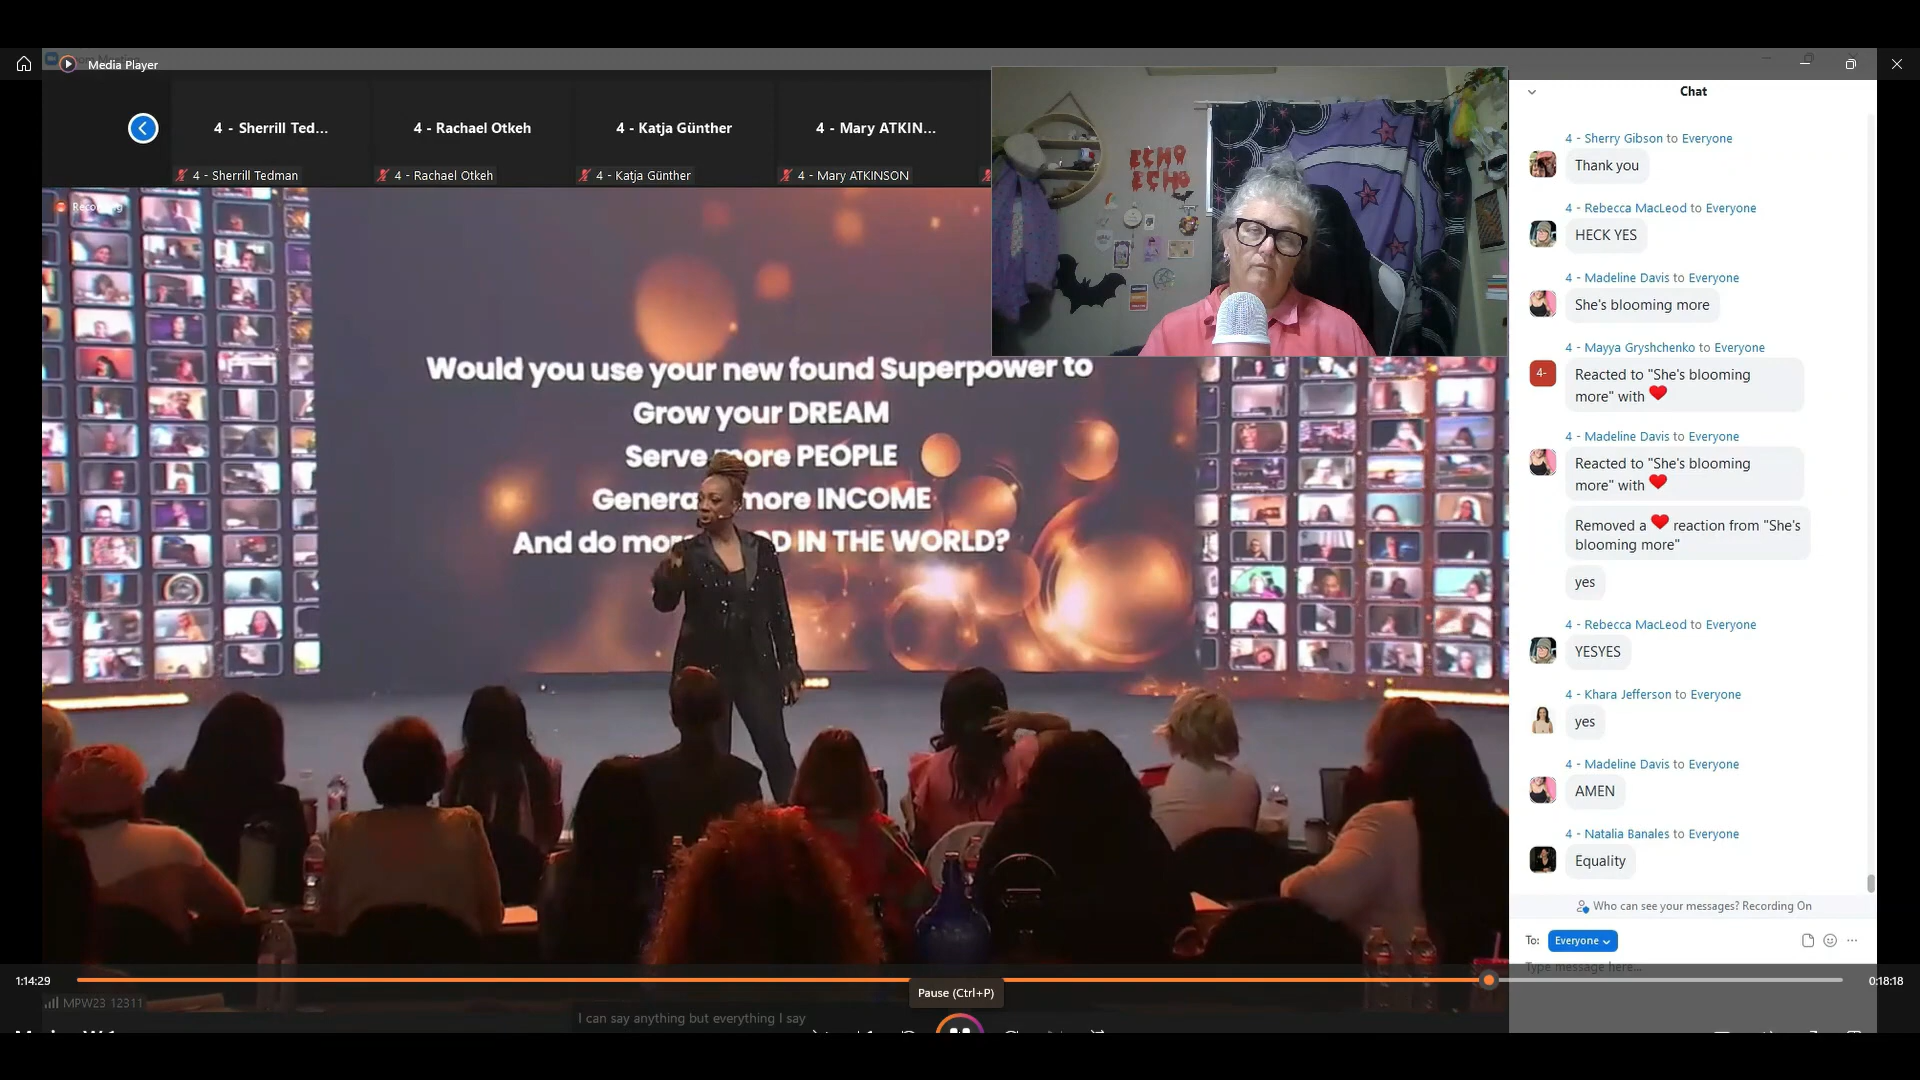 Media Player
4 - Sherrill Ted...
4 - Rachael Otkeh
4 - Katja Günther
4 - Mary ATKIN...
4 - Sherrill Tedman
4 - Rachael Otkeh
4 - Katja Günther
4 - Mary ATKINSON
ECHO
ECHO
Would you use your new found Superpower to
Grow your DREAM
Serve more PEOPLE
more INCOME
And do IN THE WORLD?
Chat
4 - Sherry Gibson to Everyone
Thank you
4 - Rebecca MacLeod to Everyone
HECK YES
4 - Madeline Davis to Everyone
She's blooming more
4 - Mayya Gryshchenko to Everyone
4-
Reacted to "She's blooming
more" with ❤️
4 - Madeline Davis to Everyone
Reacted to "She's blooming
more" with ❤️
Removed a ❤️ reaction from "She's
blooming more"
yes
4 - Rebecca MacLeod to Everyone
YESYES
4 - Khara Jefferson to Everyone
yes
4 - Madeline Davis to Everyone
AMEN
4 - Natalia Banales to Everyone
Equality
Who can see your messages? Recording On
To: Everyone
Type message here...
1:14:29
0:18:18
Pause (Ctrl+P)
MPW23 12311
I can say anything but everything I say